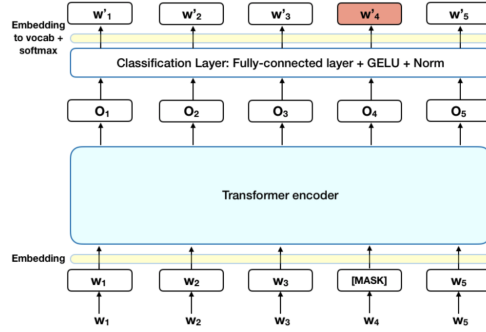 Embedding to vocab + softmax
w'1 w'2 w'3 w'4 w'5
Classification Layer: Fully-connected layer + GELU + Norm
O1 O2 O3 O4 O5
Transformer encoder
Embedding
W1 W2 W3 [MASK] W5
w1 w2 w3 w4 w5